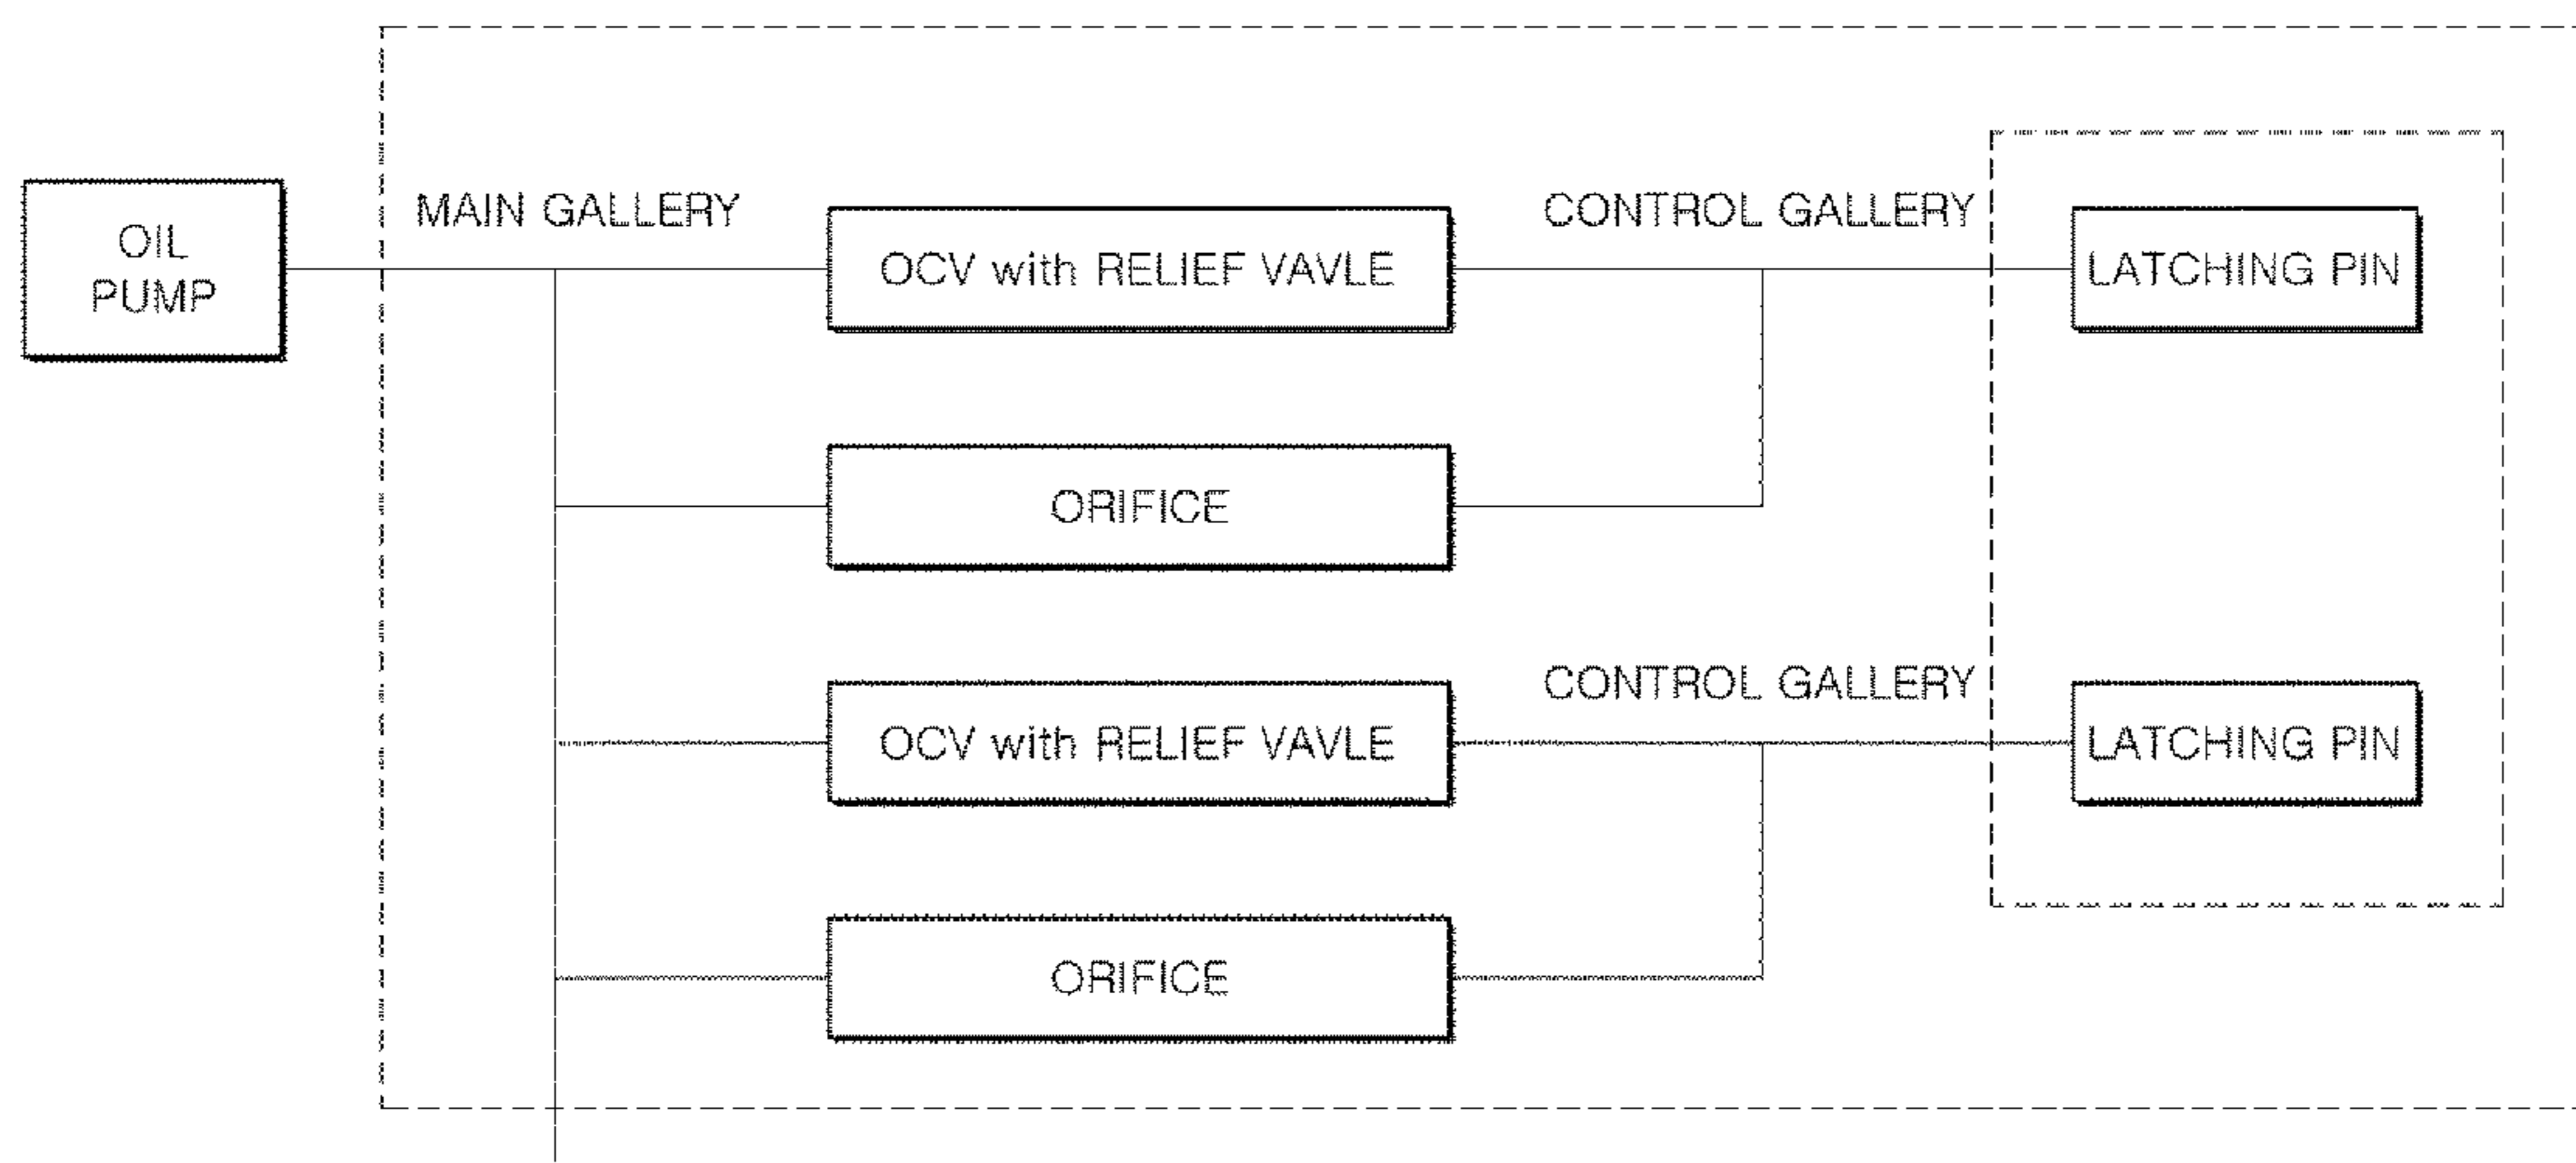 OIL
PUMP
MAIN GALLERY
OCV with RELIEF VAVLE
CONTROL GALLERY
LATCHING PIN
ORIFICE
OCV with RELIEF VAVLE
CONTROL GALLERY
LATCHING PIN
ORIFICE